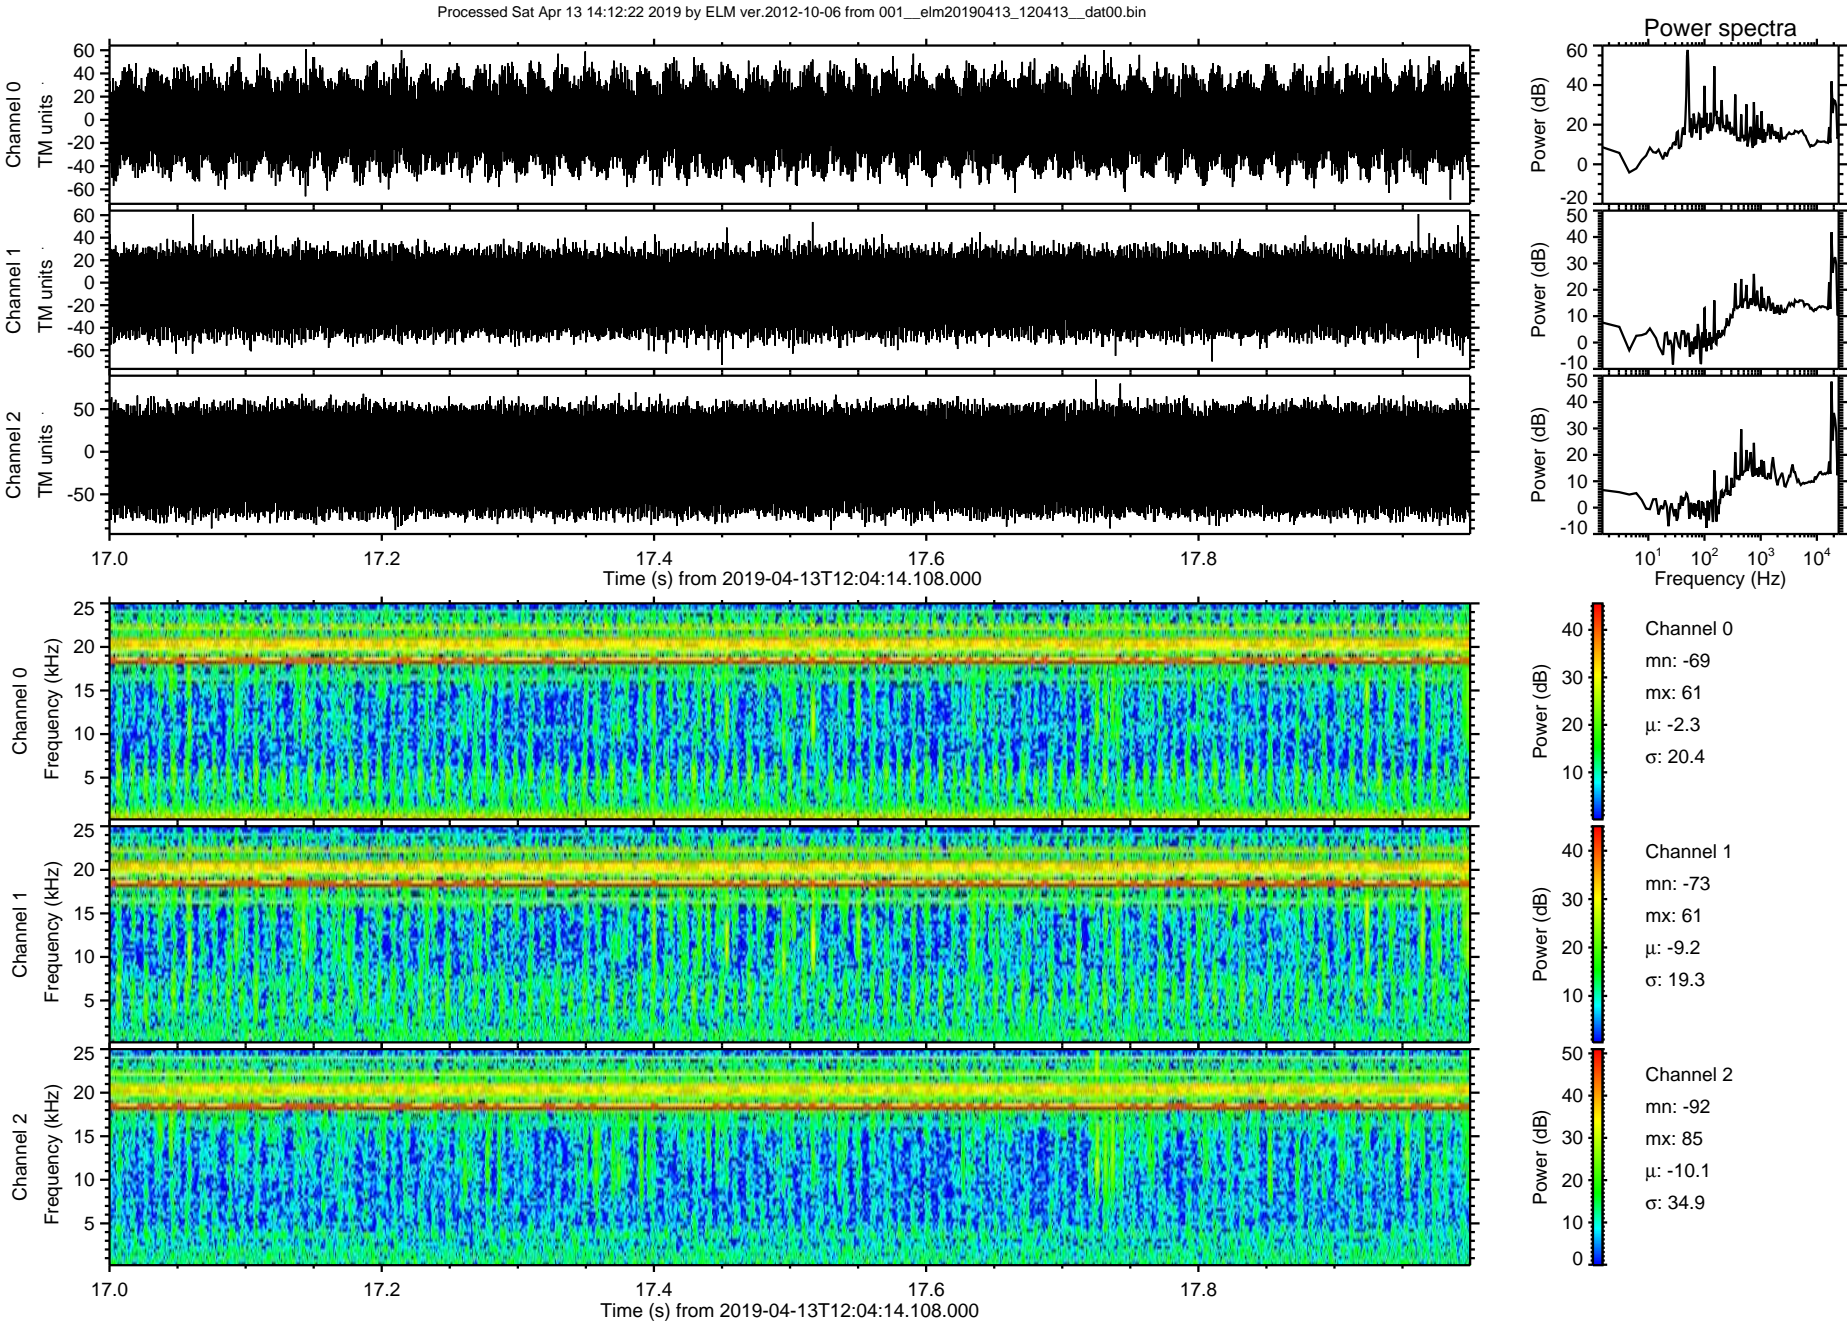 Processed Sat Apr 13 14:12:22 2019 by ELM ver.2012-10-06 from 001__elm20190413_120413__dat00.bin
Power spectra
Channel 0
TM units
60
40
20
0
-20
-40
-60
Power (dB)
60
40
20
0
-20
Channel 1
TM units
60
40
20
0
-20
-40
-60
Power (dB)
50
40
30
20
10
0
-10
Channel 2
TM units
50
0
-50
Power (dB)
50
40
30
20
10
0
-10
17.0 17.2 17.4 17.6 17.8
Time (s) from 2019-04-13T12:04:14.108.000
10¹ 10² 10³ 10⁴
Frequency (Hz)
Channel 0
Frequency (kHz)
25
20
15
10
5
Power (dB)
40
30
20
10
Channel 0
mn: -69
mx: 61
μ: -2.3
σ: 20.4
Channel 1
Frequency (kHz)
25
20
15
10
5
Power (dB)
40
30
20
10
Channel 1
mn: -73
mx: 61
μ: -9.2
σ: 19.3
Channel 2
Frequency (kHz)
25
20
15
10
5
Power (dB)
50
40
30
20
10
0
Channel 2
mn: -92
mx: 85
μ: -10.1
σ: 34.9
17.0 17.2 17.4 17.6 17.8
Time (s) from 2019-04-13T12:04:14.108.000